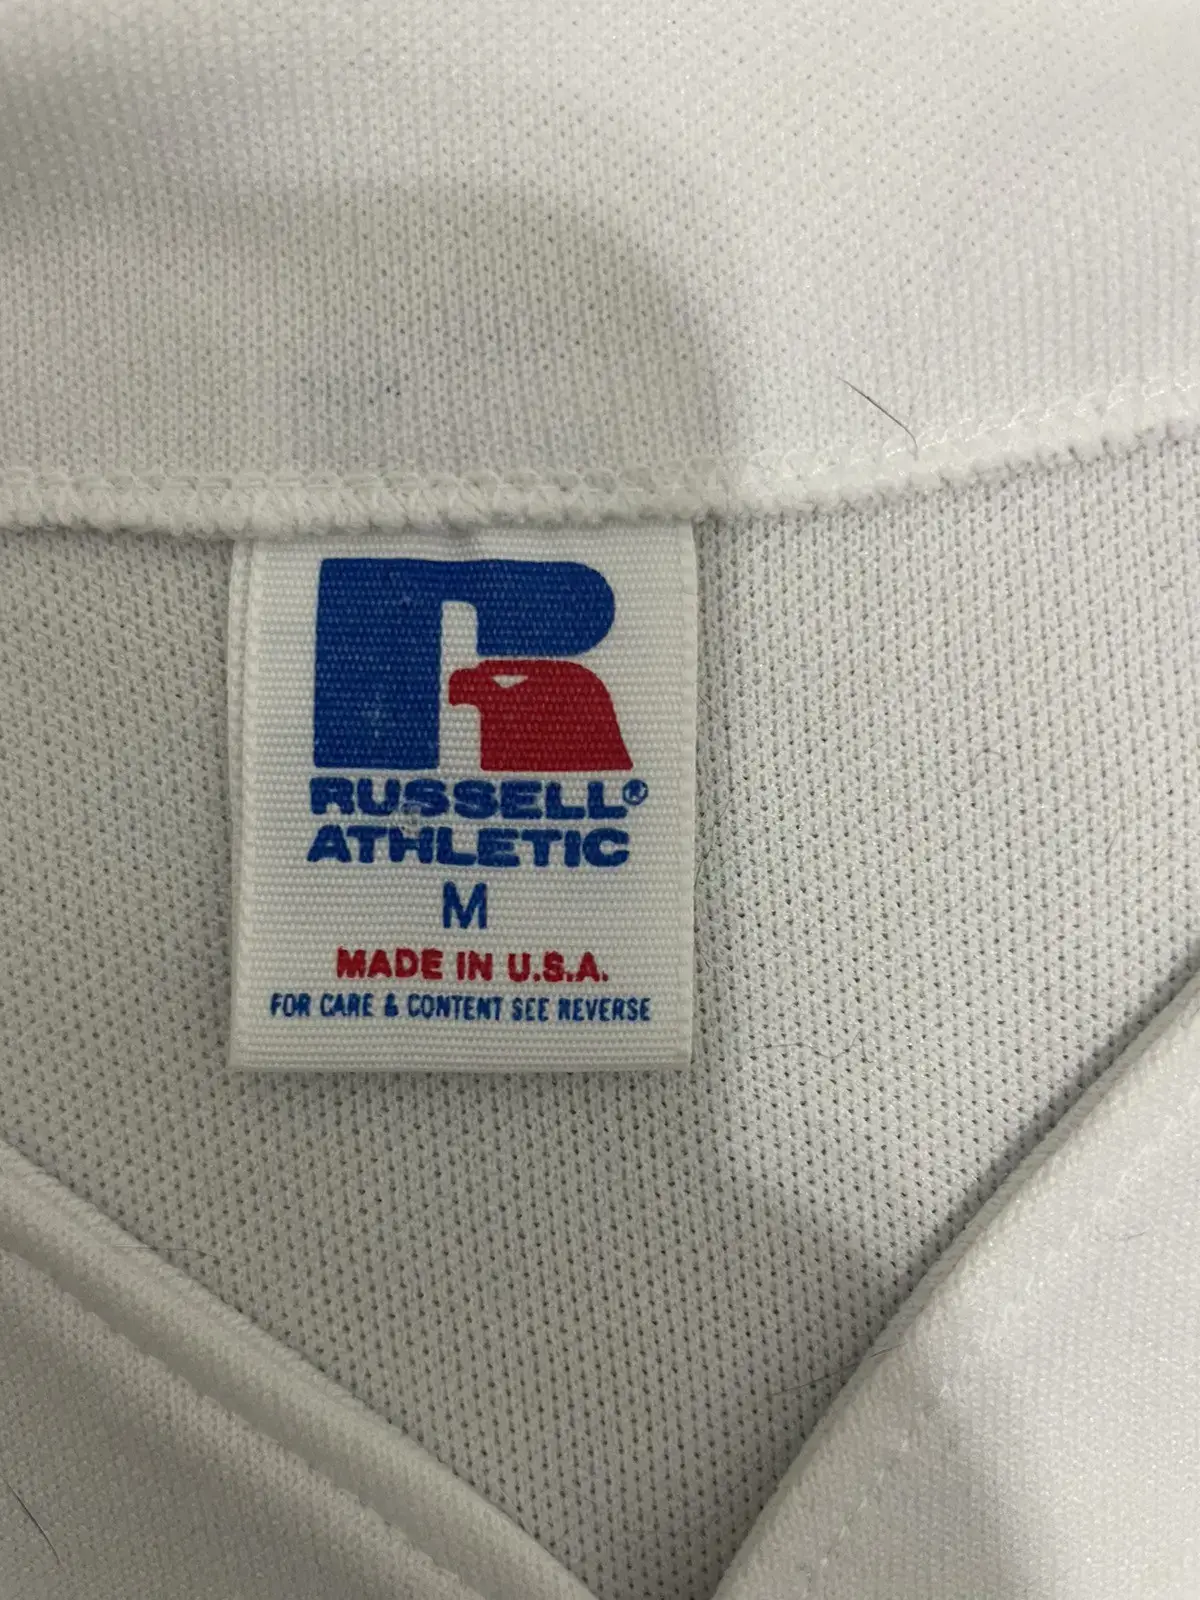 RUSSELL®
ATHLETIC
M
MADE IN U.S.A.
FOR CARE & CONTENT SEE REVERSE